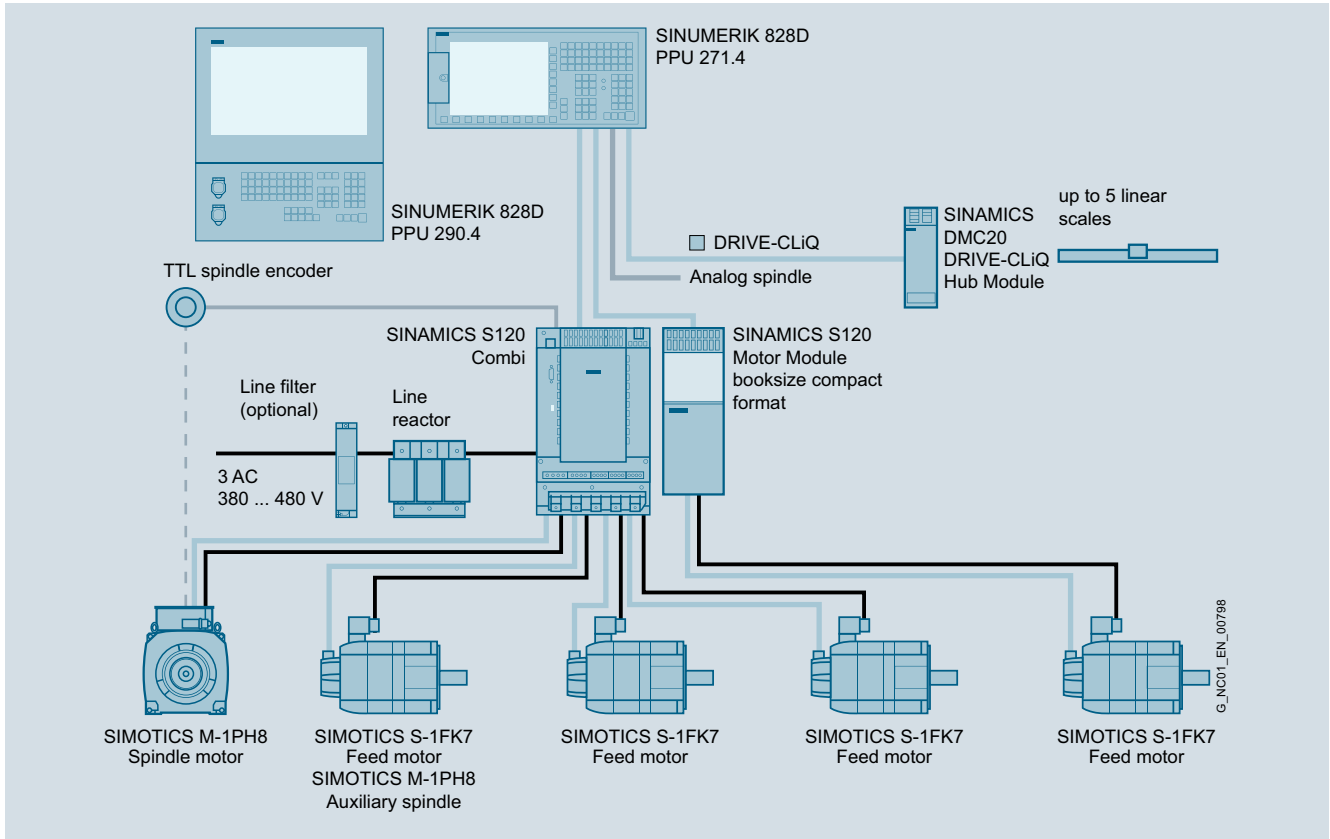 SINUMERIK 828D
PPU 271.4
SINUMERIK 828D
PPU 290.4
DRIVE-CLiQ
Analog spindle
SINAMICS
DMC20
DRIVE-CLiQ
Hub Module
up to 5 linear
scales
TTL spindle encoder
SINAMICS S120
Combi
SINAMICS S120
Motor Module
booksize compact
format
Line filter
(optional)
Line
reactor
3 AC
380 ... 480 V
SIMOTICS M-1PH8
Spindle motor
SIMOTICS S-1FK7
Feed motor
SIMOTICS M-1PH8
Auxiliary spindle
SIMOTICS S-1FK7
Feed motor
SIMOTICS S-1FK7
Feed motor
SIMOTICS S-1FK7
Feed motor
G_NC01_EN_00798